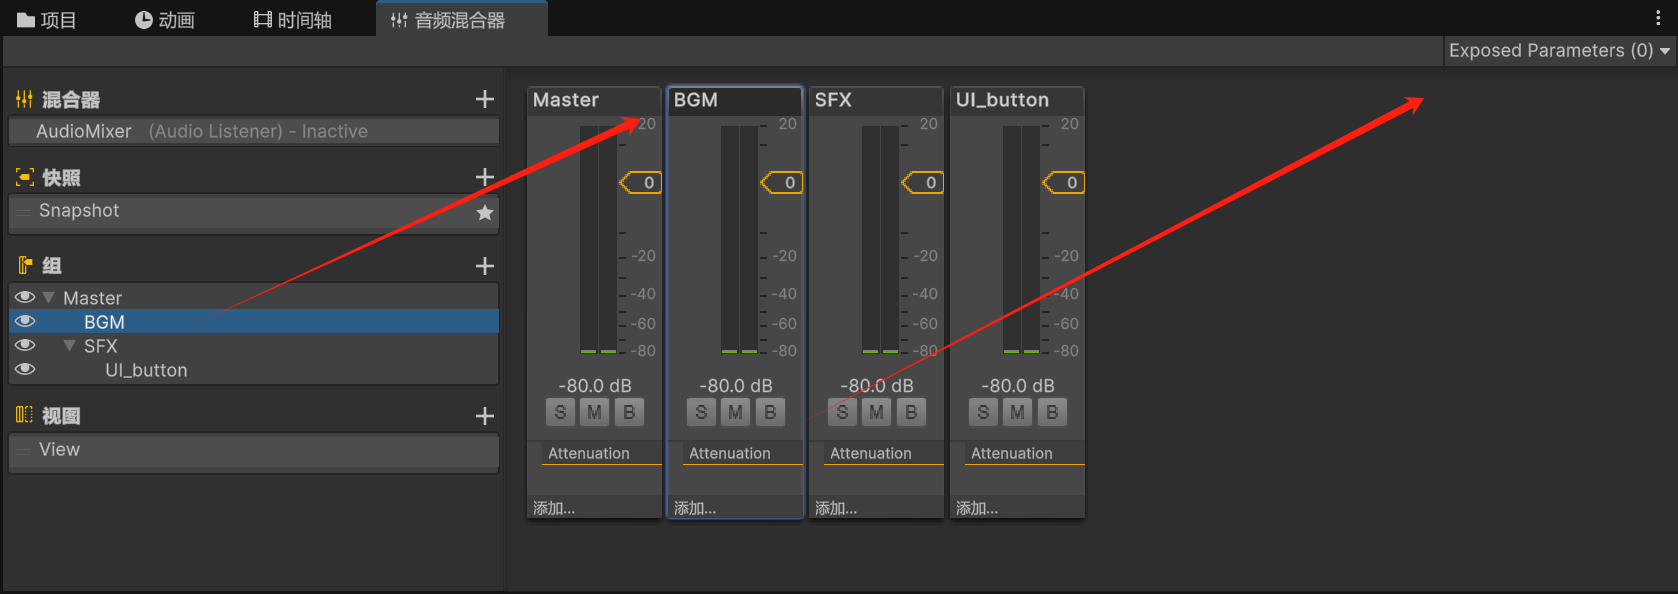 项目 动画 时间轴 音频混合器
Exposed Parameters (0)
混合器
AudioMixer (Audio Listener) - Inactive
快照
Snapshot
组
Master
BGM
SFX
UI_button
视图
View
Master
20
0
-20
-40
-60
-80
-80.0 dB
S M B
Attenuation
添加...
BGM
20
0
-20
-40
-60
-80
-80.0 dB
S M B
Attenuation
添加...
SFX
20
0
-20
-40
-60
-80
-80.0 dB
S M B
Attenuation
添加...
UI_button
20
0
-20
-40
-60
-80
-80.0 dB
S M B
Attenuation
添加...